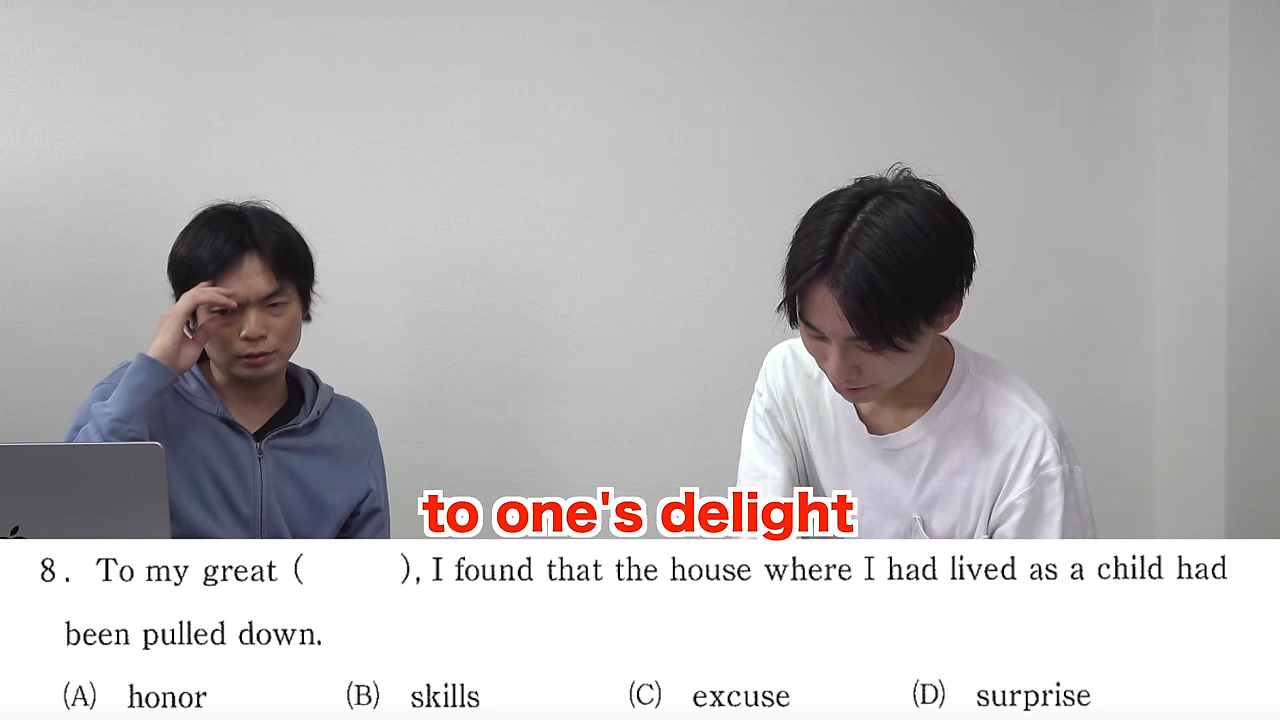 to one's delight
8. To my great (　　　), I found that the house where I had lived as a child had
been pulled down.
(A) honor (B) skills (C) excuse (D) surprise